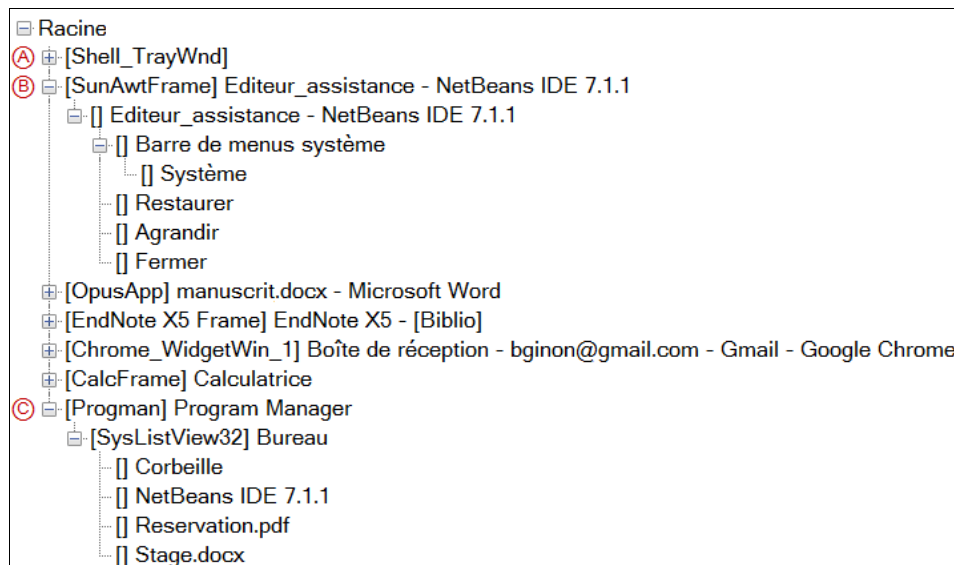 Racine
A [Shell_TrayWnd]
B [SunAwtFrame] Editeur_assistance - NetBeans IDE 7.1.1
[] Editeur_assistance - NetBeans IDE 7.1.1
[] Barre de menus système
[] Système
[] Restaurer
[] Agrandir
[] Fermer
[OpusApp] manuscrit.docx - Microsoft Word
[EndNote X5 Frame] EndNote X5 - [Biblio]
[Chrome_WidgetWin_1] Boîte de réception - bginon@gmail.com - Gmail - Google Chrome
[CalcFrame] Calculatrice
C [Progman] Program Manager
[SysListView32] Bureau
[] Corbeille
[] NetBeans IDE 7.1.1
[] Reservation.pdf
[] Stage.docx